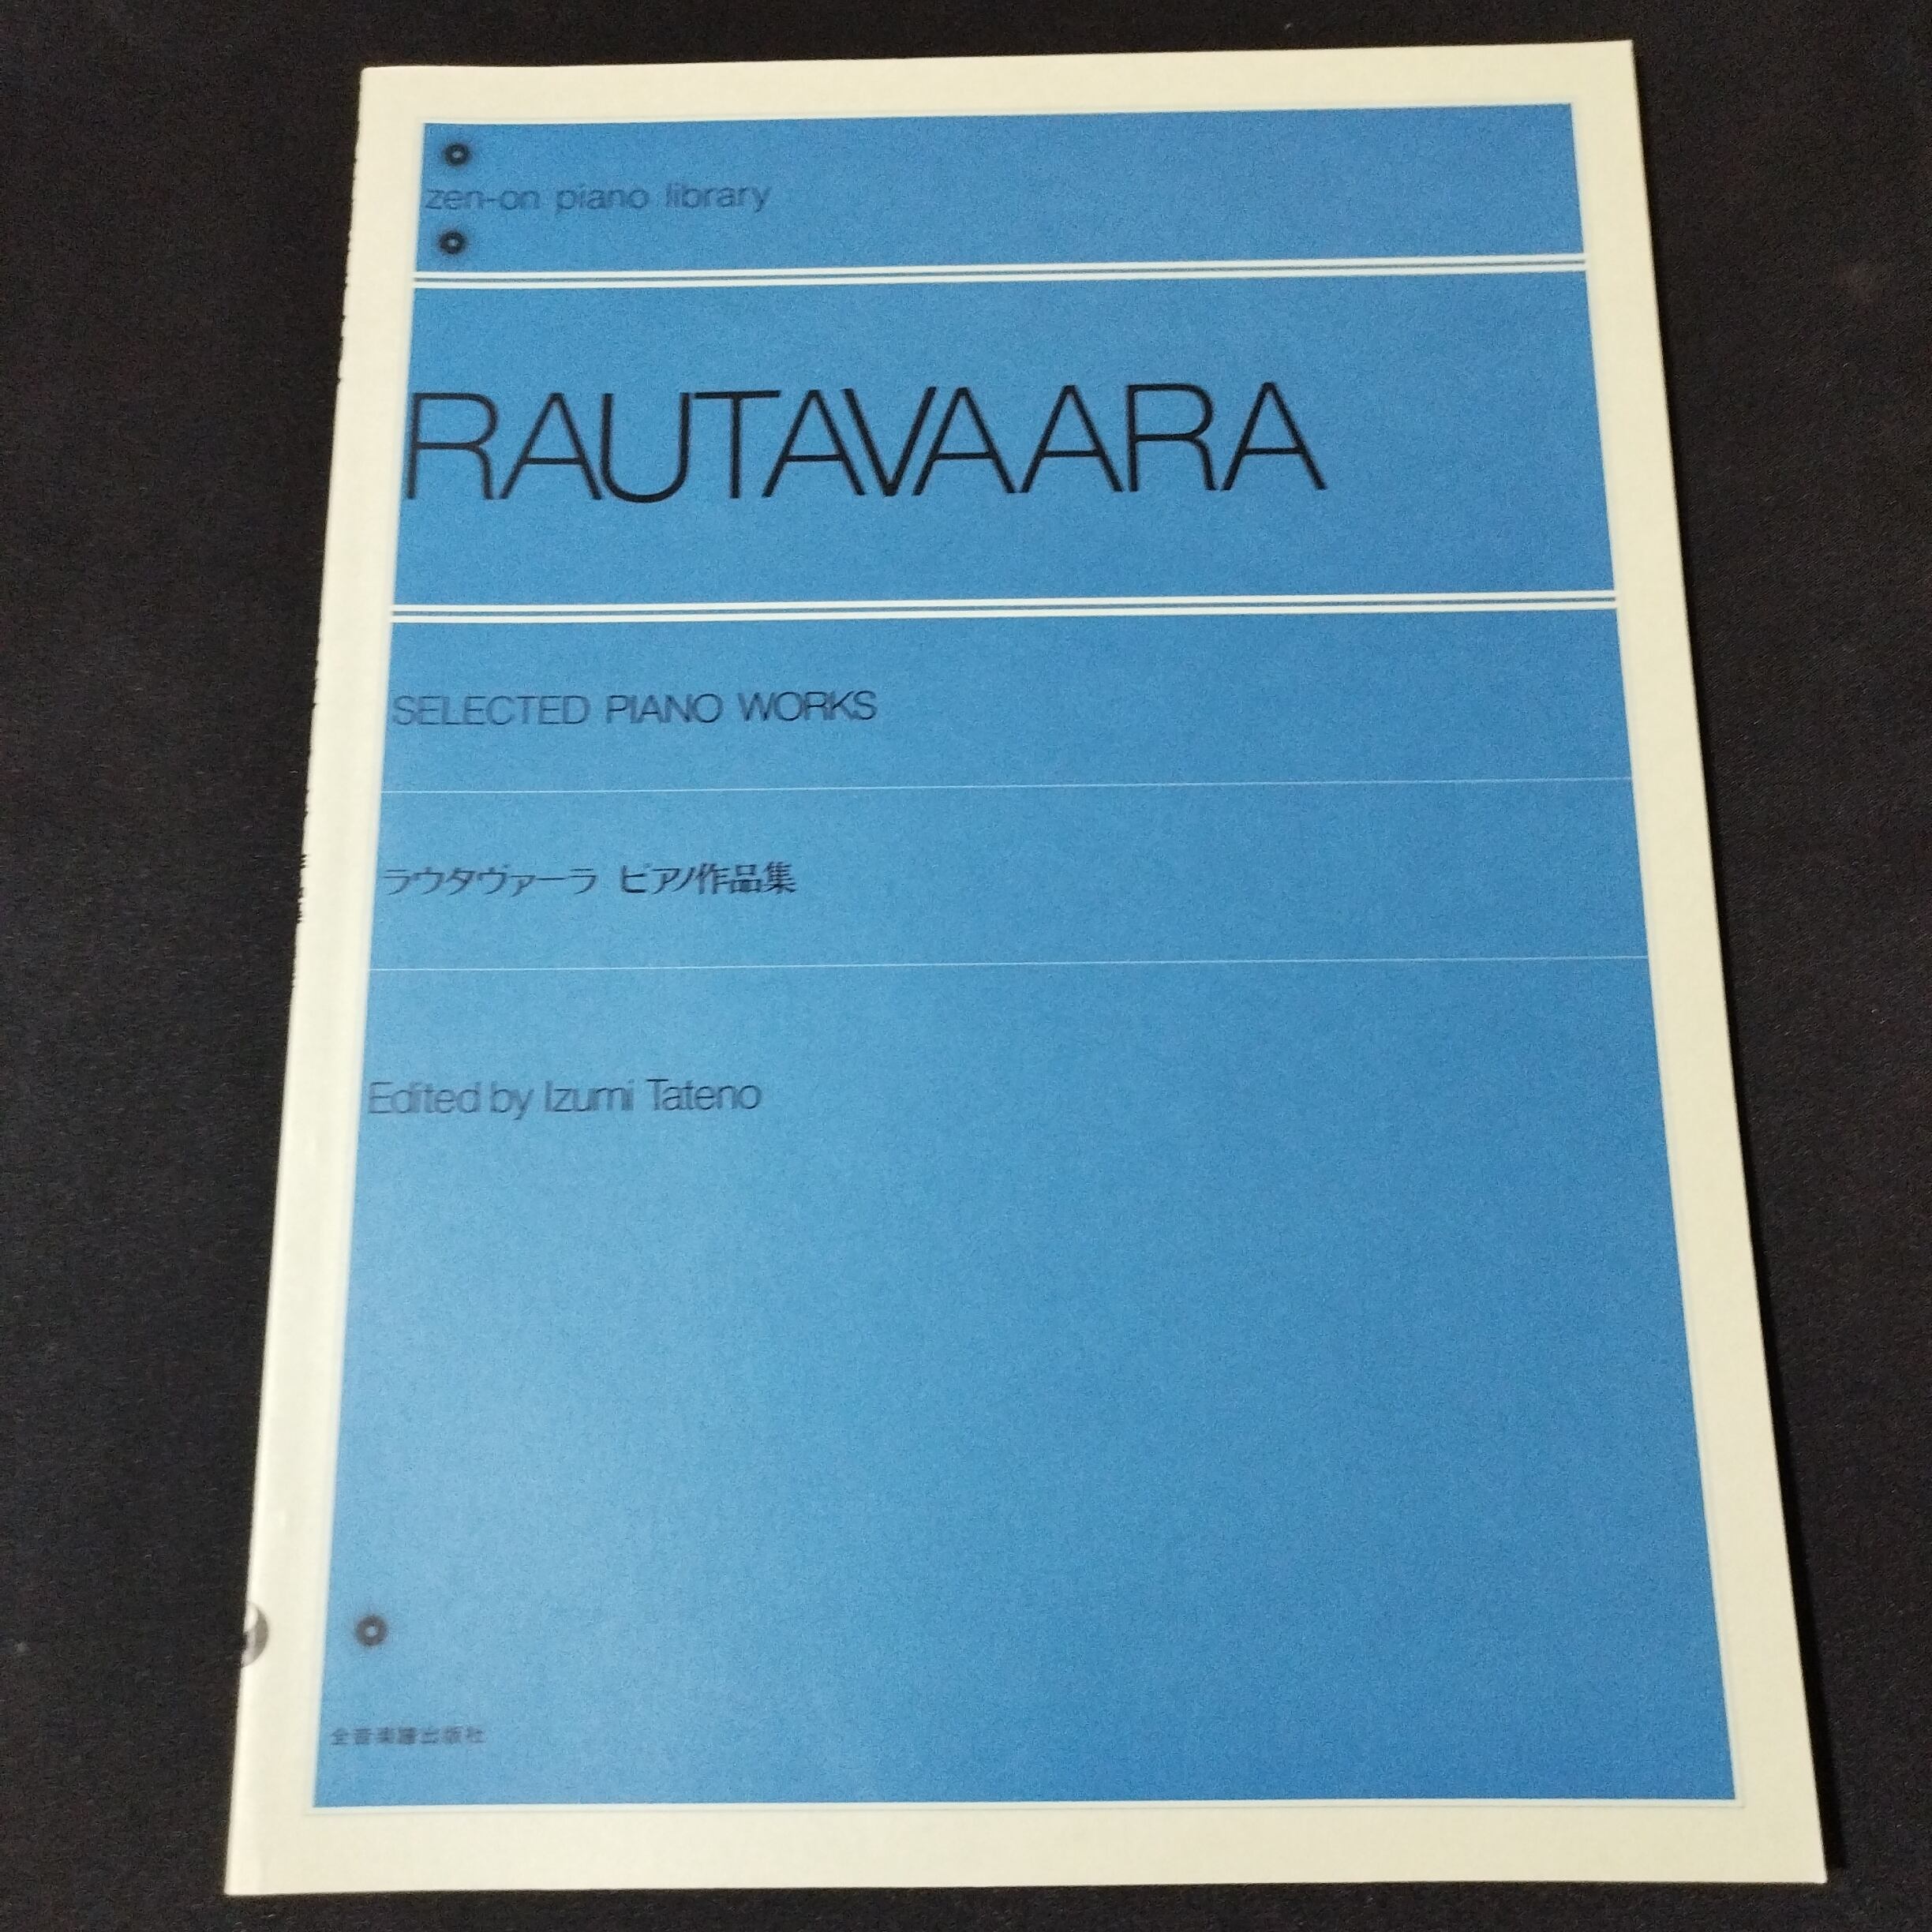 zen-on piano library
RAUTAVAARA
SELECTED PIANO WORKS
ラウタヴァーラ ピアノ作品集
Edited by Izumi Tateno
全音楽譜出版社